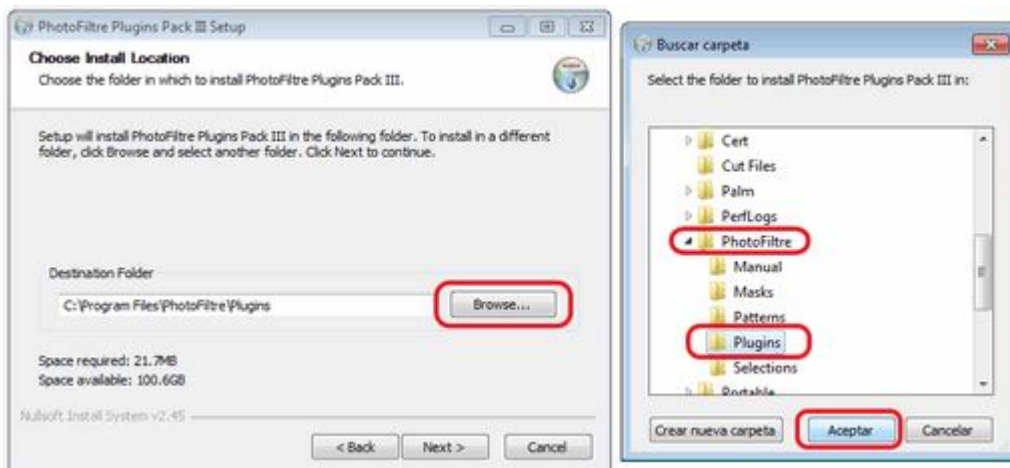 PhotoFiltre Plugins Pack III Setup
Choose Install Location
Choose the folder in which to install PhotoFiltre Plugins Pack III.
Setup will install PhotoFiltre Plugins Pack III in the following folder. To install in a different
folder, click Browse and select another folder. Click Next to continue.
Destination Folder
C:\Program Files\PhotoFiltre\Plugins
Browse...
Space required: 21.7MB
Space available: 100.6GB
Nullsoft Install System v2.45
< Back
Next >
Cancel
Buscar carpeta
Select the folder to install PhotoFiltre Plugins Pack III in:
Cert
Cut Files
Palm
PerfLogs
PhotoFiltre
Manual
Masks
Patterns
Plugins
Selections
Portable
Crear nueva carpeta
Aceptar
Cancelar